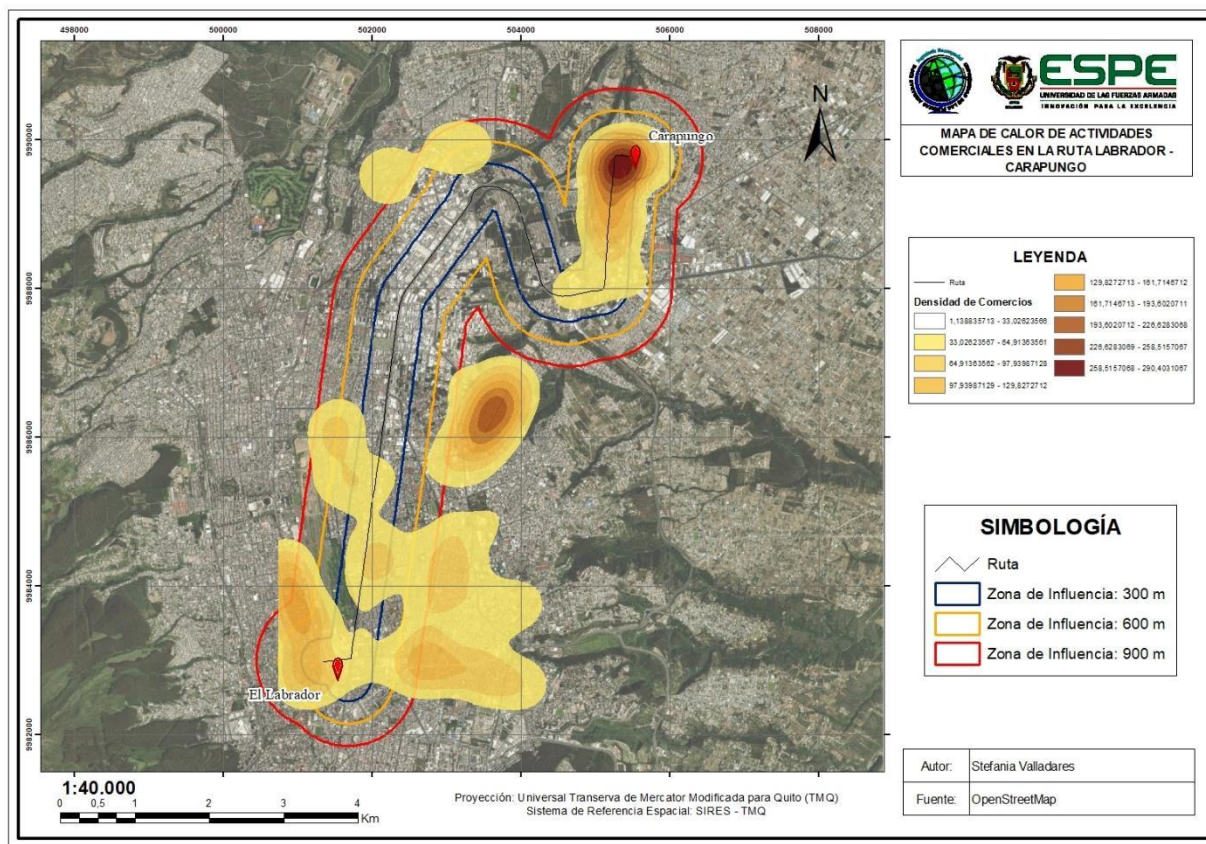 498000
500000
502000
504000
506000
508000
9990000
9988000
9986000
9984000
9982000
Carapungo
El Labrador
N
1:40.000
0 0,5 1 2 3 4
Km
Proyección: Universal Transerva de Mercator Modificada para Quito (TMQ)
Sistema de Referencia Espacial: SIRES - TMQ
ESPE
UNIVERSIDAD DE LAS FUERZAS ARMADAS
INNOVACIÓN PARA LA EXCELENCIA
MAPA DE CALOR DE ACTIVIDADES
COMERCIALES EN LA RUTA LABRADOR -
CARAPUNGO
LEYENDA
Ruta
Densidad de Comercios
1,138835713 - 33,02623566
33,02623567 - 64,91363561
64,91363562 - 97,93987128
97,93987129 - 129,8272712
129,8272713 - 161,7146712
161,7146713 - 193,6020711
193,6020712 - 226,6283068
226,6283069 - 258,5157067
258,5157068 - 290,4031067
SIMBOLOGÍA
Ruta
Zona de Influencia: 300 m
Zona de Influencia: 600 m
Zona de Influencia: 900 m
Autor: Stefania Valladares
Fuente: OpenStreetMap